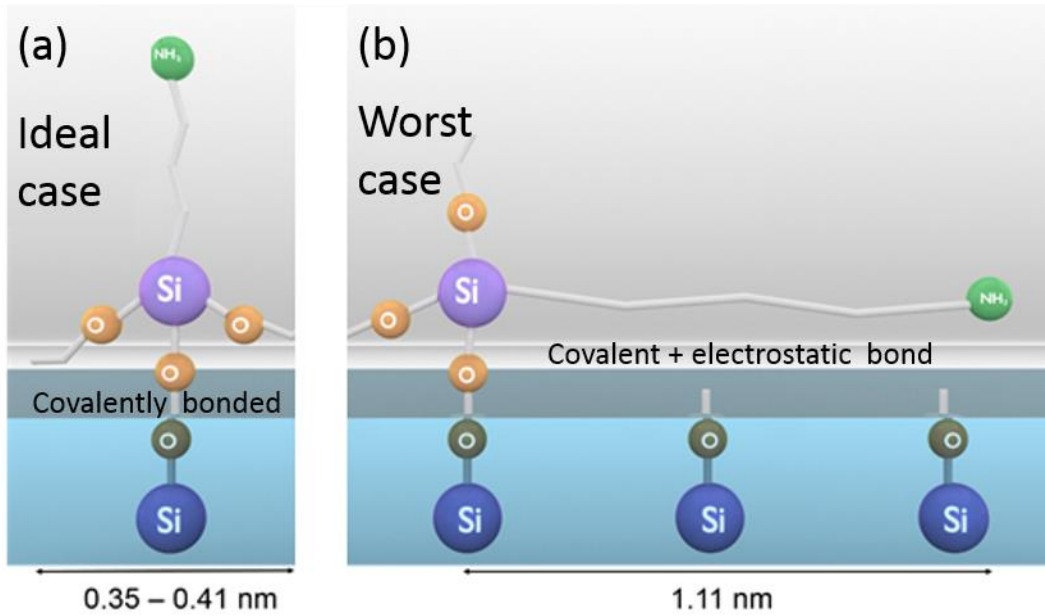 (a)
NH₂
Ideal
case
Si
O
O
O
Covalently bonded
O
Si
0.35 – 0.41 nm
(b)
Worst
case
O
Si
NH₂
O
Covalent + electrostatic bond
O
O
O
O
Si
Si
Si
1.11 nm